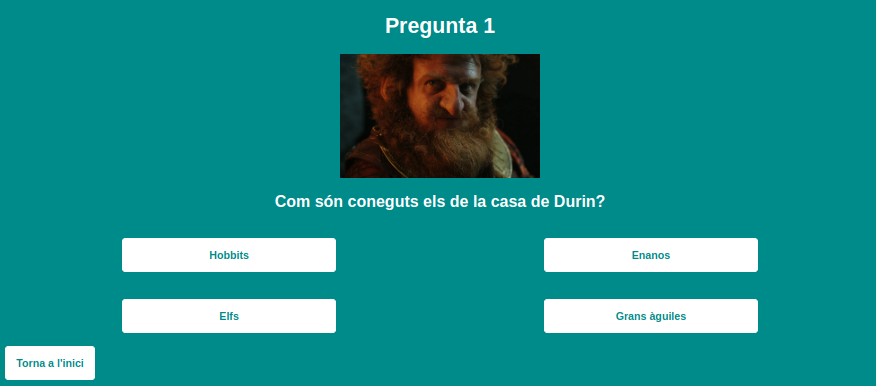 Pregunta 1
Com són coneguts els de la casa de Durin?
Hobbits
Enanos
Elfs
Grans àguiles
Torna a l'inici